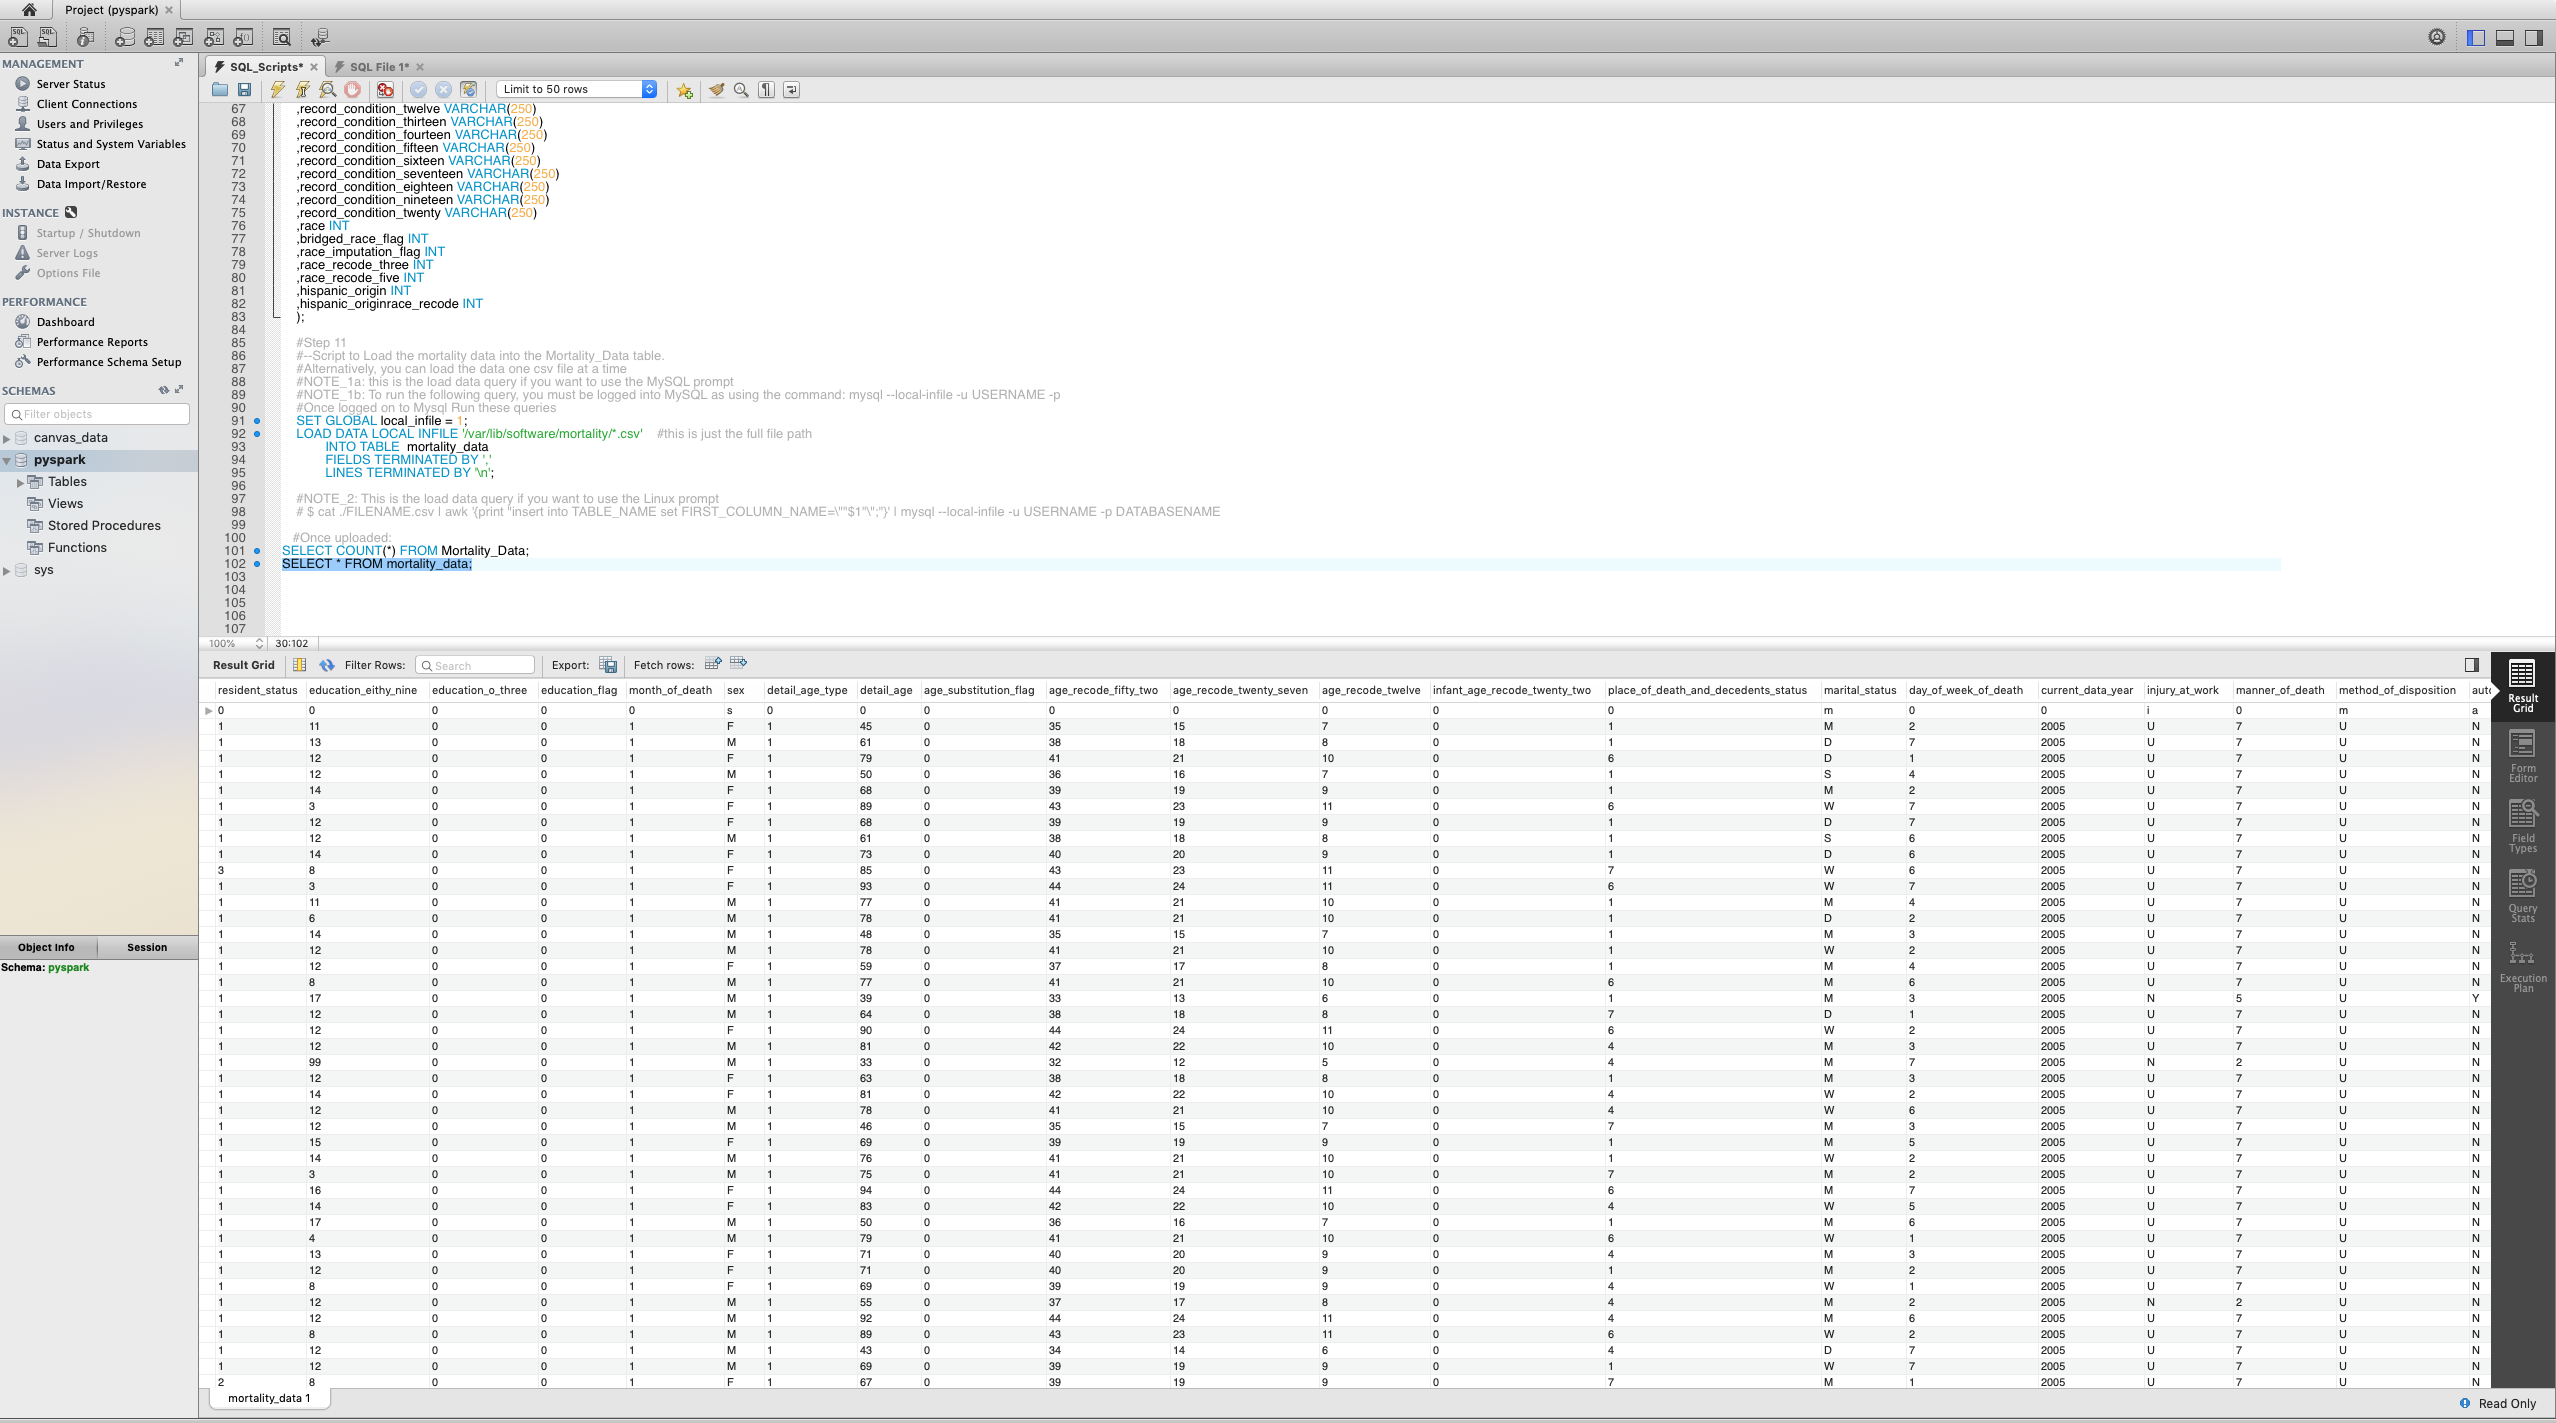 Project (pyspark)
MANAGEMENT
Server Status
Client Connections
Users and Privileges
Status and System Variables
Data Export
Data Import/Restore
INSTANCE
Startup / Shutdown
Server Logs
Options File
PERFORMANCE
Dashboard
Performance Reports
Performance Schema Setup
SCHEMAS
Filter objects
canvas_data
pyspark
Tables
Views
Stored Procedures
Functions
sys
Object Info Session
Schema: pyspark
SQL_Scripts* SQL File 1*
Limit to 50 rows
67 ,record_condition_twelve VARCHAR(250)
68 ,record_condition_thirteen VARCHAR(250)
69 ,record_condition_fourteen VARCHAR(250)
70 ,record_condition_fifteen VARCHAR(250)
71 ,record_condition_sixteen VARCHAR(250)
72 ,record_condition_seventeen VARCHAR(250)
73 ,record_condition_eighteen VARCHAR(250)
74 ,record_condition_nineteen VARCHAR(250)
75 ,record_condition_twenty VARCHAR(250)
76 ,race INT
77 ,bridged_race_flag INT
78 ,race_imputation_flag INT
79 ,race_recode_three INT
80 ,race_recode_five INT
81 ,hispanic_origin INT
82 ,hispanic_originrace_recode INT
83 );
84
85 #Step 11
86 #--Script to Load the mortality data into the Mortality_Data table.
87 #Alternatively, you can load the data one csv file at a time
88 #NOTE_1a: this is the load data query if you want to use the MySQL prompt
89 #NOTE_1b: To run the following query, you must be logged into MySQL as using the command: mysql --local-infile -u USERNAME -p
90 #Once logged on to Mysql Run these queries
91 SET GLOBAL local_infile = 1;
92 LOAD DATA LOCAL INFILE '/var/lib/software/mortality/*.csv' #this is just the full file path
93 INTO TABLE mortality_data
94 FIELDS TERMINATED BY ','
95 LINES TERMINATED BY '\n';
96
97 #NOTE_2: This is the load data query if you want to use the Linux prompt
98 # $ cat ./FILENAME.csv | awk '{print "insert into TABLE_NAME set FIRST_COLUMN_NAME=\""$1"\";"}' | mysql --local-infile -u USERNAME -p DATABASENAME
99
100 #Once uploaded:
101 SELECT COUNT(*) FROM Mortality_Data;
102 SELECT * FROM mortality_data;
103
104
105
106
107
100% 30:102
Result Grid Filter Rows: Search Export: Fetch rows:
resident_status education_eithy_nine education_o_three education_flag month_of_death sex detail_age_type detail_age age_substitution_flag age_recode_fifty_two age_recode_twenty_seven age_recode_twelve infant_age_recode_twenty_two place_of_death_and_decedents_status marital_status day_of_week_of_death current_data_year injury_at_work manner_of_death method_of_disposition
0 0 0 0 0 s 0 0 0 0 0 0 0 0 m 0 0 i 0 m a
1 11 0 0 1 F 1 45 0 35 15 7 0 1 M 2 2005 U 7 U N
1 13 0 0 1 M 1 61 0 38 18 8 0 1 D 7 2005 U 7 U N
1 12 0 0 1 F 1 79 0 41 21 10 0 6 D 1 2005 U 7 U N
1 12 0 0 1 M 1 50 0 36 16 7 0 1 S 4 2005 U 7 U N
1 14 0 0 1 F 1 68 0 39 19 9 0 1 M 2 2005 U 7 U N
1 3 0 0 1 F 1 89 0 43 23 11 0 6 W 7 2005 U 7 U N
1 12 0 0 1 F 1 68 0 39 19 9 0 1 D 7 2005 U 7 U N
1 12 0 0 1 M 1 61 0 38 18 8 0 1 S 6 2005 U 7 U N
1 14 0 0 1 F 1 73 0 40 20 9 0 1 D 6 2005 U 7 U N
3 8 0 0 1 F 1 85 0 43 23 11 0 7 W 6 2005 U 7 U N
1 3 0 0 1 F 1 93 0 44 24 11 0 6 W 7 2005 U 7 U N
1 11 0 0 1 M 1 77 0 41 21 10 0 1 M 4 2005 U 7 U N
1 6 0 0 1 M 1 78 0 41 21 10 0 1 D 2 2005 U 7 U N
1 14 0 0 1 M 1 48 0 35 15 7 0 1 M 3 2005 U 7 U N
1 12 0 0 1 M 1 78 0 41 21 10 0 1 W 2 2005 U 7 U N
1 12 0 0 1 F 1 59 0 37 17 8 0 1 M 4 2005 U 7 U N
1 8 0 0 1 M 1 77 0 41 21 10 0 6 M 6 2005 U 7 U N
1 17 0 0 1 M 1 39 0 33 13 6 0 1 M 3 2005 N 5 U Y
1 12 0 0 1 M 1 64 0 38 18 8 0 7 D 1 2005 U 7 U N
1 12 0 0 1 F 1 90 0 44 24 11 0 6 W 2 2005 U 7 U N
1 12 0 0 1 M 1 81 0 42 22 10 0 4 M 3 2005 U 7 U N
1 99 0 0 1 M 1 33 0 32 12 5 0 4 M 7 2005 N 2 U N
1 12 0 0 1 F 1 63 0 38 18 8 0 1 M 3 2005 U 7 U N
1 14 0 0 1 F 1 81 0 42 22 10 0 4 W 2 2005 U 7 U N
1 12 0 0 1 M 1 78 0 41 21 10 0 4 W 6 2005 U 7 U N
1 12 0 0 1 M 1 46 0 35 15 7 0 7 M 3 2005 U 7 U N
1 15 0 0 1 F 1 69 0 39 19 9 0 1 M 5 2005 U 7 U N
1 14 0 0 1 M 1 76 0 41 21 10 0 1 W 2 2005 U 7 U N
1 3 0 0 1 M 1 75 0 41 21 10 0 7 M 2 2005 U 7 U N
1 16 0 0 1 F 1 94 0 44 24 11 0 6 M 7 2005 U 7 U N
1 14 0 0 1 F 1 83 0 42 22 10 0 4 W 5 2005 U 7 U N
1 17 0 0 1 M 1 50 0 36 16 7 0 1 M 6 2005 U 7 U N
1 4 0 0 1 M 1 79 0 41 21 10 0 6 W 1 2005 U 7 U N
1 13 0 0 1 F 1 71 0 40 20 9 0 4 M 3 2005 U 7 U N
1 12 0 0 1 F 1 71 0 40 20 9 0 1 M 2 2005 U 7 U N
1 8 0 0 1 F 1 69 0 39 19 9 0 4 W 1 2005 U 7 U N
1 12 0 0 1 M 1 55 0 37 17 8 0 4 M 2 2005 N 2 U N
1 12 0 0 1 M 1 92 0 44 24 11 0 4 M 6 2005 U 7 U N
1 8 0 0 1 M 1 89 0 43 23 11 0 6 W 2 2005 U 7 U N
1 12 0 0 1 M 1 43 0 34 14 6 0 4 D 7 2005 U 7 U N
1 12 0 0 1 M 1 69 0 39 19 9 0 1 W 7 2005 U 7 U N
2 8 0 0 1 F 1 67 0 39 19 9 0 7 M 1 2005 U 7 U N
Result
Grid
Form
Editor
Field
Types
Query
Stats
Execution
Plan
mortality_data 1
Read Only